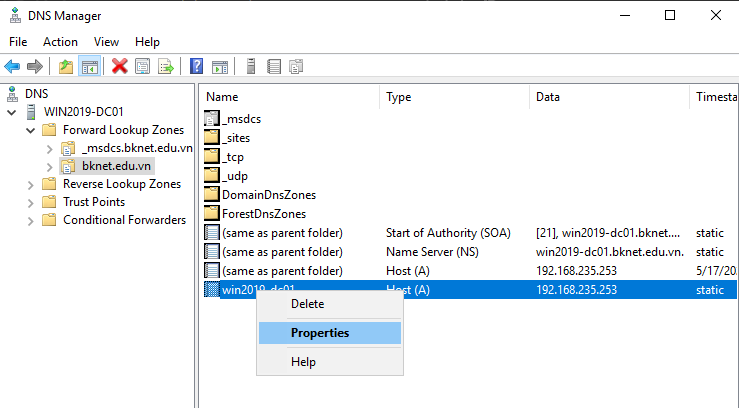 DNS Manager
File Action View Help
DNS
WIN2019-DC01
Forward Lookup Zones
_msdcs.bknet.edu.vn
bknet.edu.vn
Reverse Lookup Zones
Trust Points
Conditional Forwarders
Name Type Data Timesta
_msdcs
_sites
_tcp
_udp
DomainDnsZones
ForestDnsZones
(same as parent folder) Start of Authority (SOA) [21], win2019-dc01.bknet.... static
(same as parent folder) Name Server (NS) win2019-dc01.bknet.edu.vn. static
(same as parent folder) Host (A) 192.168.235.253 5/17/20
win2019-dc01 Host (A) 192.168.235.253 static
Delete
Properties
Help